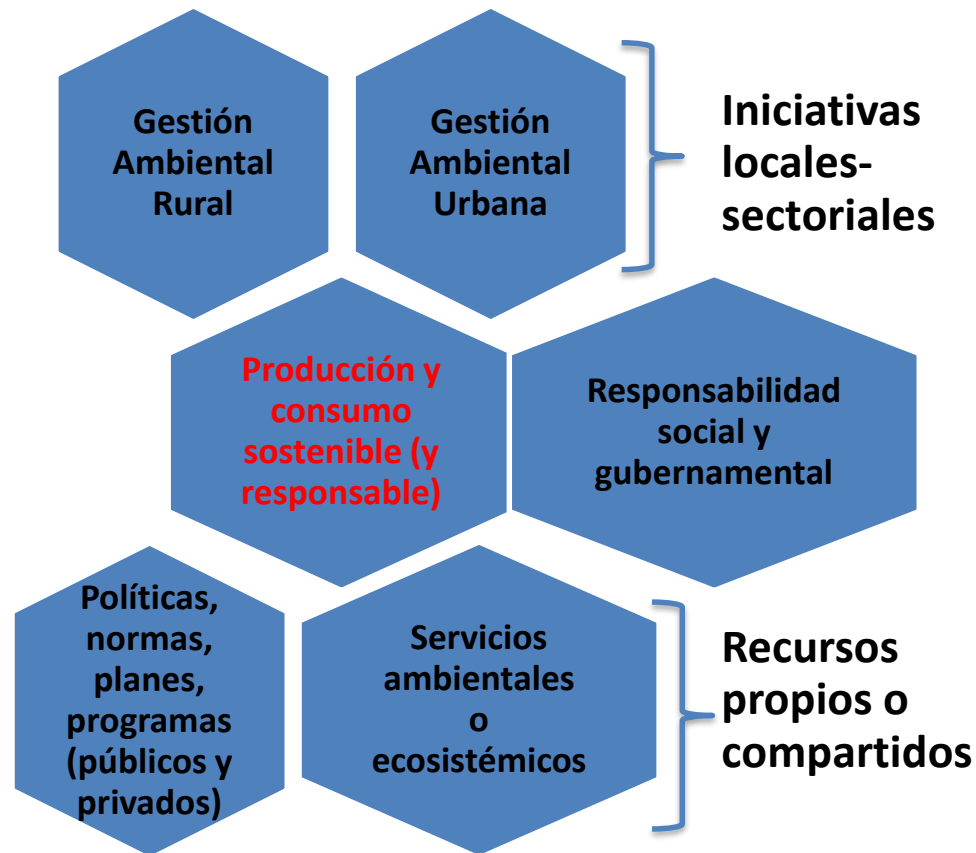 Gestión
Ambiental
Rural
Gestión
Ambiental
Urbana
Iniciativas
locales-
sectoriales
Producción y
consumo
sostenible (y
responsable)
Responsabilidad
social y
gubernamental
Políticas,
normas,
planes,
programas
(públicos y
privados)
Servicios
ambientales
o
ecosistémicos
Recursos
propios o
compartidos